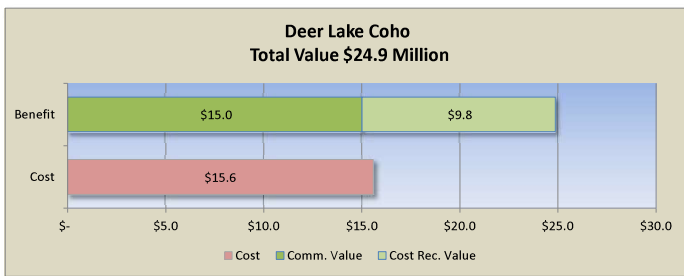 Deer Lake Coho
Total Value $24.9 Million
Benefit
$15.0 $9.8
Cost
$15.6
$- $5.0 $10.0 $15.0 $20.0 $25.0 $30.0
Cost Comm. Value Cost Rec. Value